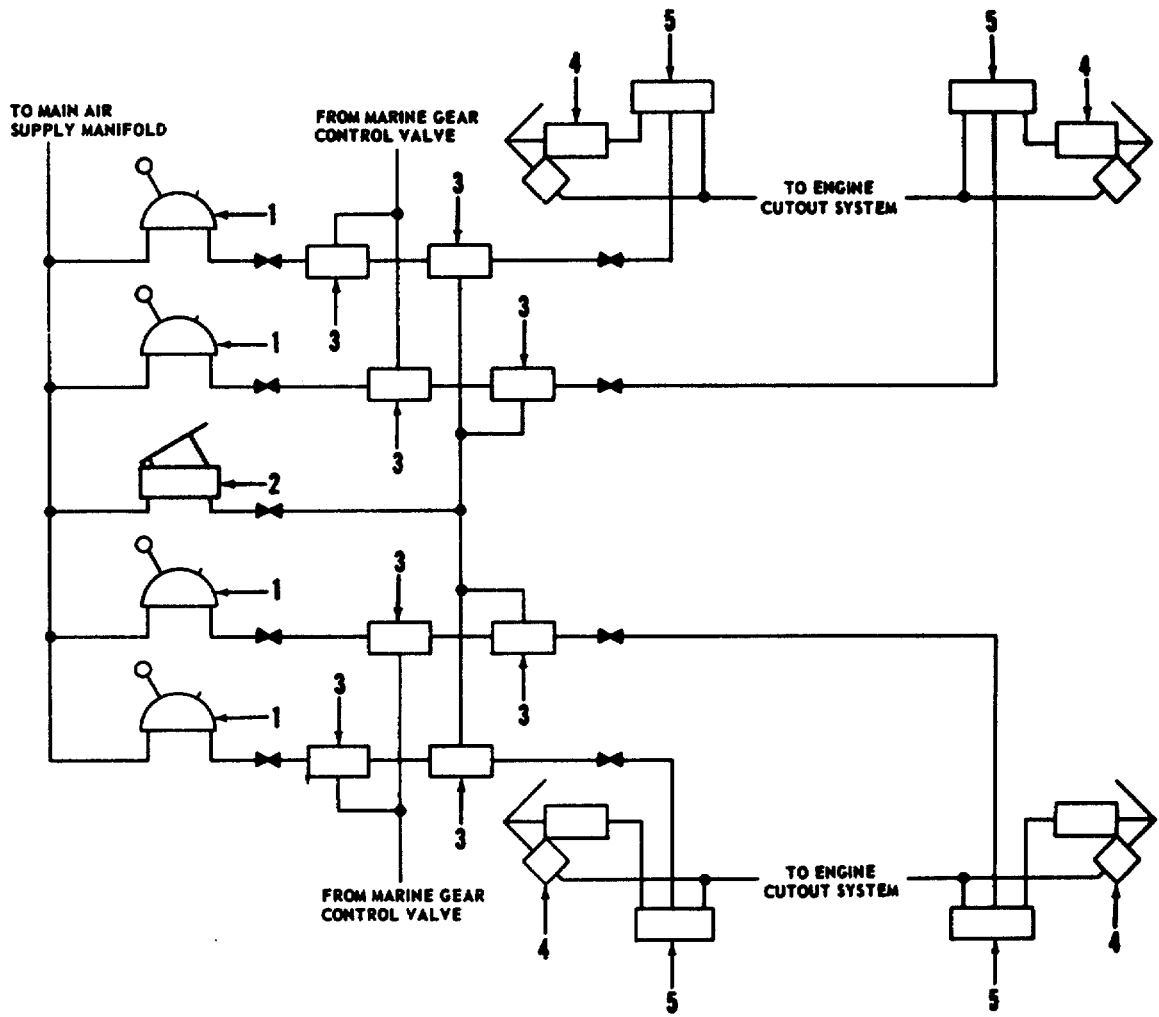 5
5
4
4
TO MAIN AIR
SUPPLY MANIFOLD
FROM MARINE GEAR
CONTROL VALVE
3
TO ENGINE
CUTOUT SYSTEM
1
3
3
1
3
2
3
1
3
3
1
3
TO ENGINE
CUTOUT SYSTEM
FROM MARINE GEAR
CONTROL VALVE
4
4
5
5